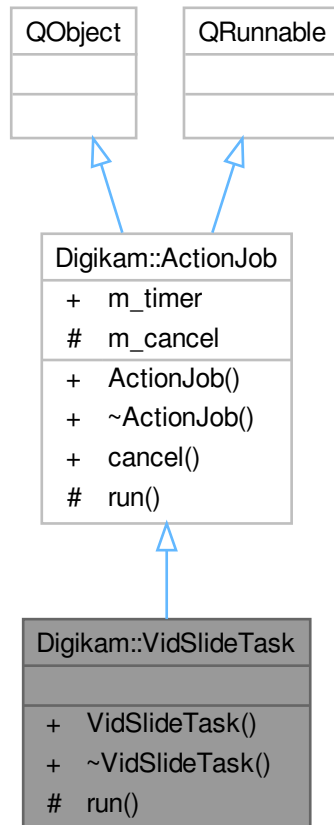 QObject
QRunnable
Digikam::ActionJob
+ m_timer
# m_cancel
+ ActionJob()
+ ~ActionJob()
+ cancel()
# run()
Digikam::VidSlideTask
+ VidSlideTask()
+ ~VidSlideTask()
# run()